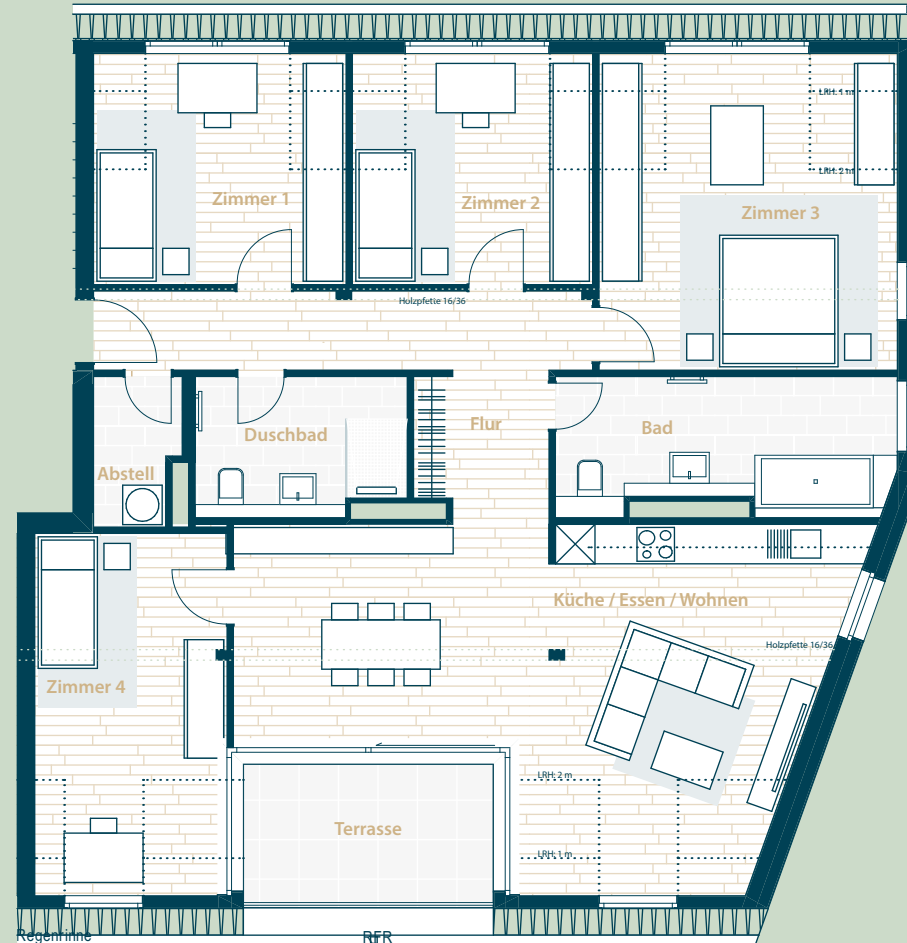 LRH: 1 m
LRH: 2 m
Zimmer 1
Zimmer 2
Zimmer 3
Holzpfette 16/36
Flur
Bad
Duschbad
Abstell
Küche / Essen / Wohnen
Holzpfette 16/36
Zimmer 4
LRH: 2 m
Terrasse
LRH: 1 m
Regenrinne